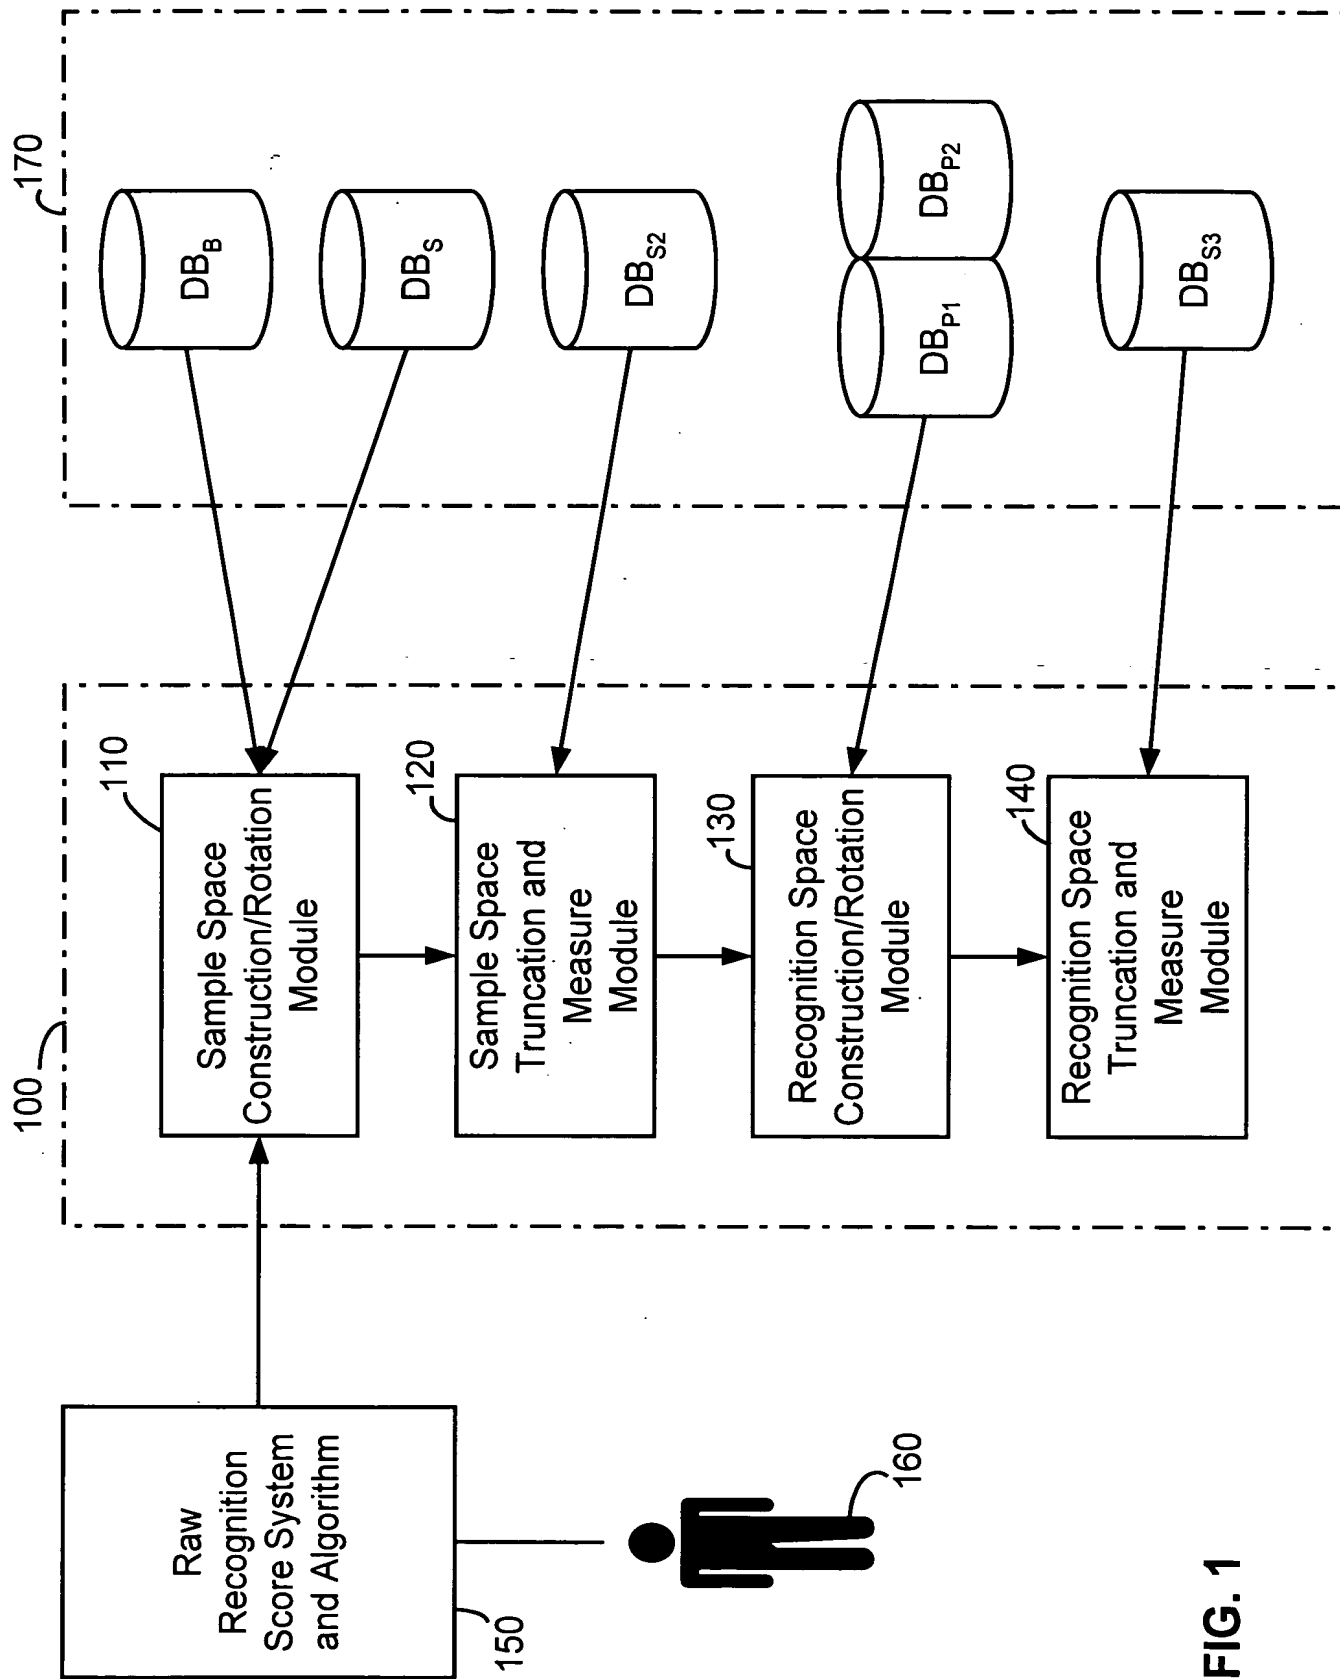 100
170
150
Raw
Recognition
Score System
and Algorithm
160
110
Sample Space
Construction/Rotation
Module
120
Sample Space
Truncation and
Measure
Module
130
Recognition Space
Construction/Rotation
Module
140
Recognition Space
Truncation and
Measure
Module
DB_B
DB_S
DB_S2
DB_P1
DB_P2
DB_S3
FIG. 1